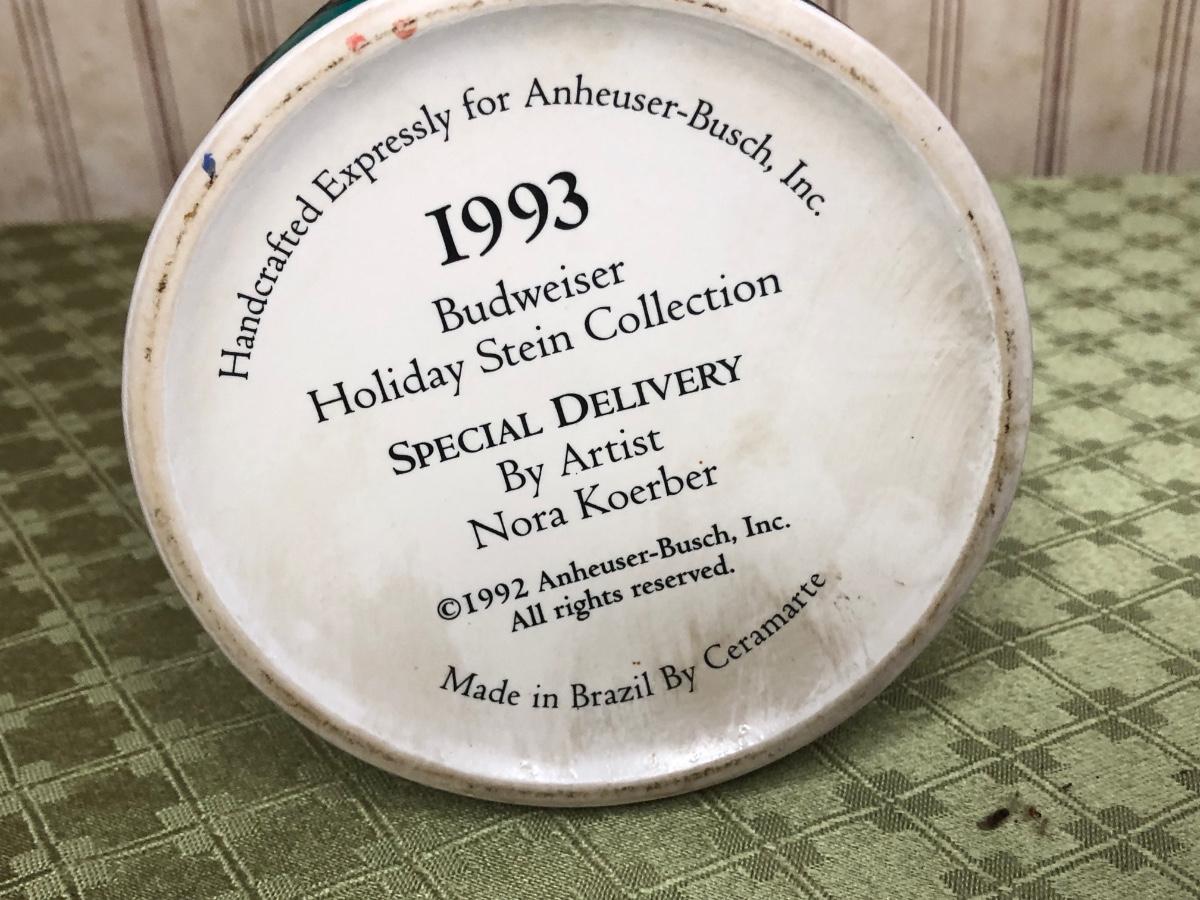 Handcrafted Expressly for Anheuser-Busch, Inc.
1993
Budweiser
Holiday Stein Collection
SPECIAL DELIVERY
By Artist
Nora Koerber
©1992 Anheuser-Busch, Inc.
All rights reserved.
Made in Brazil By Ceramarte